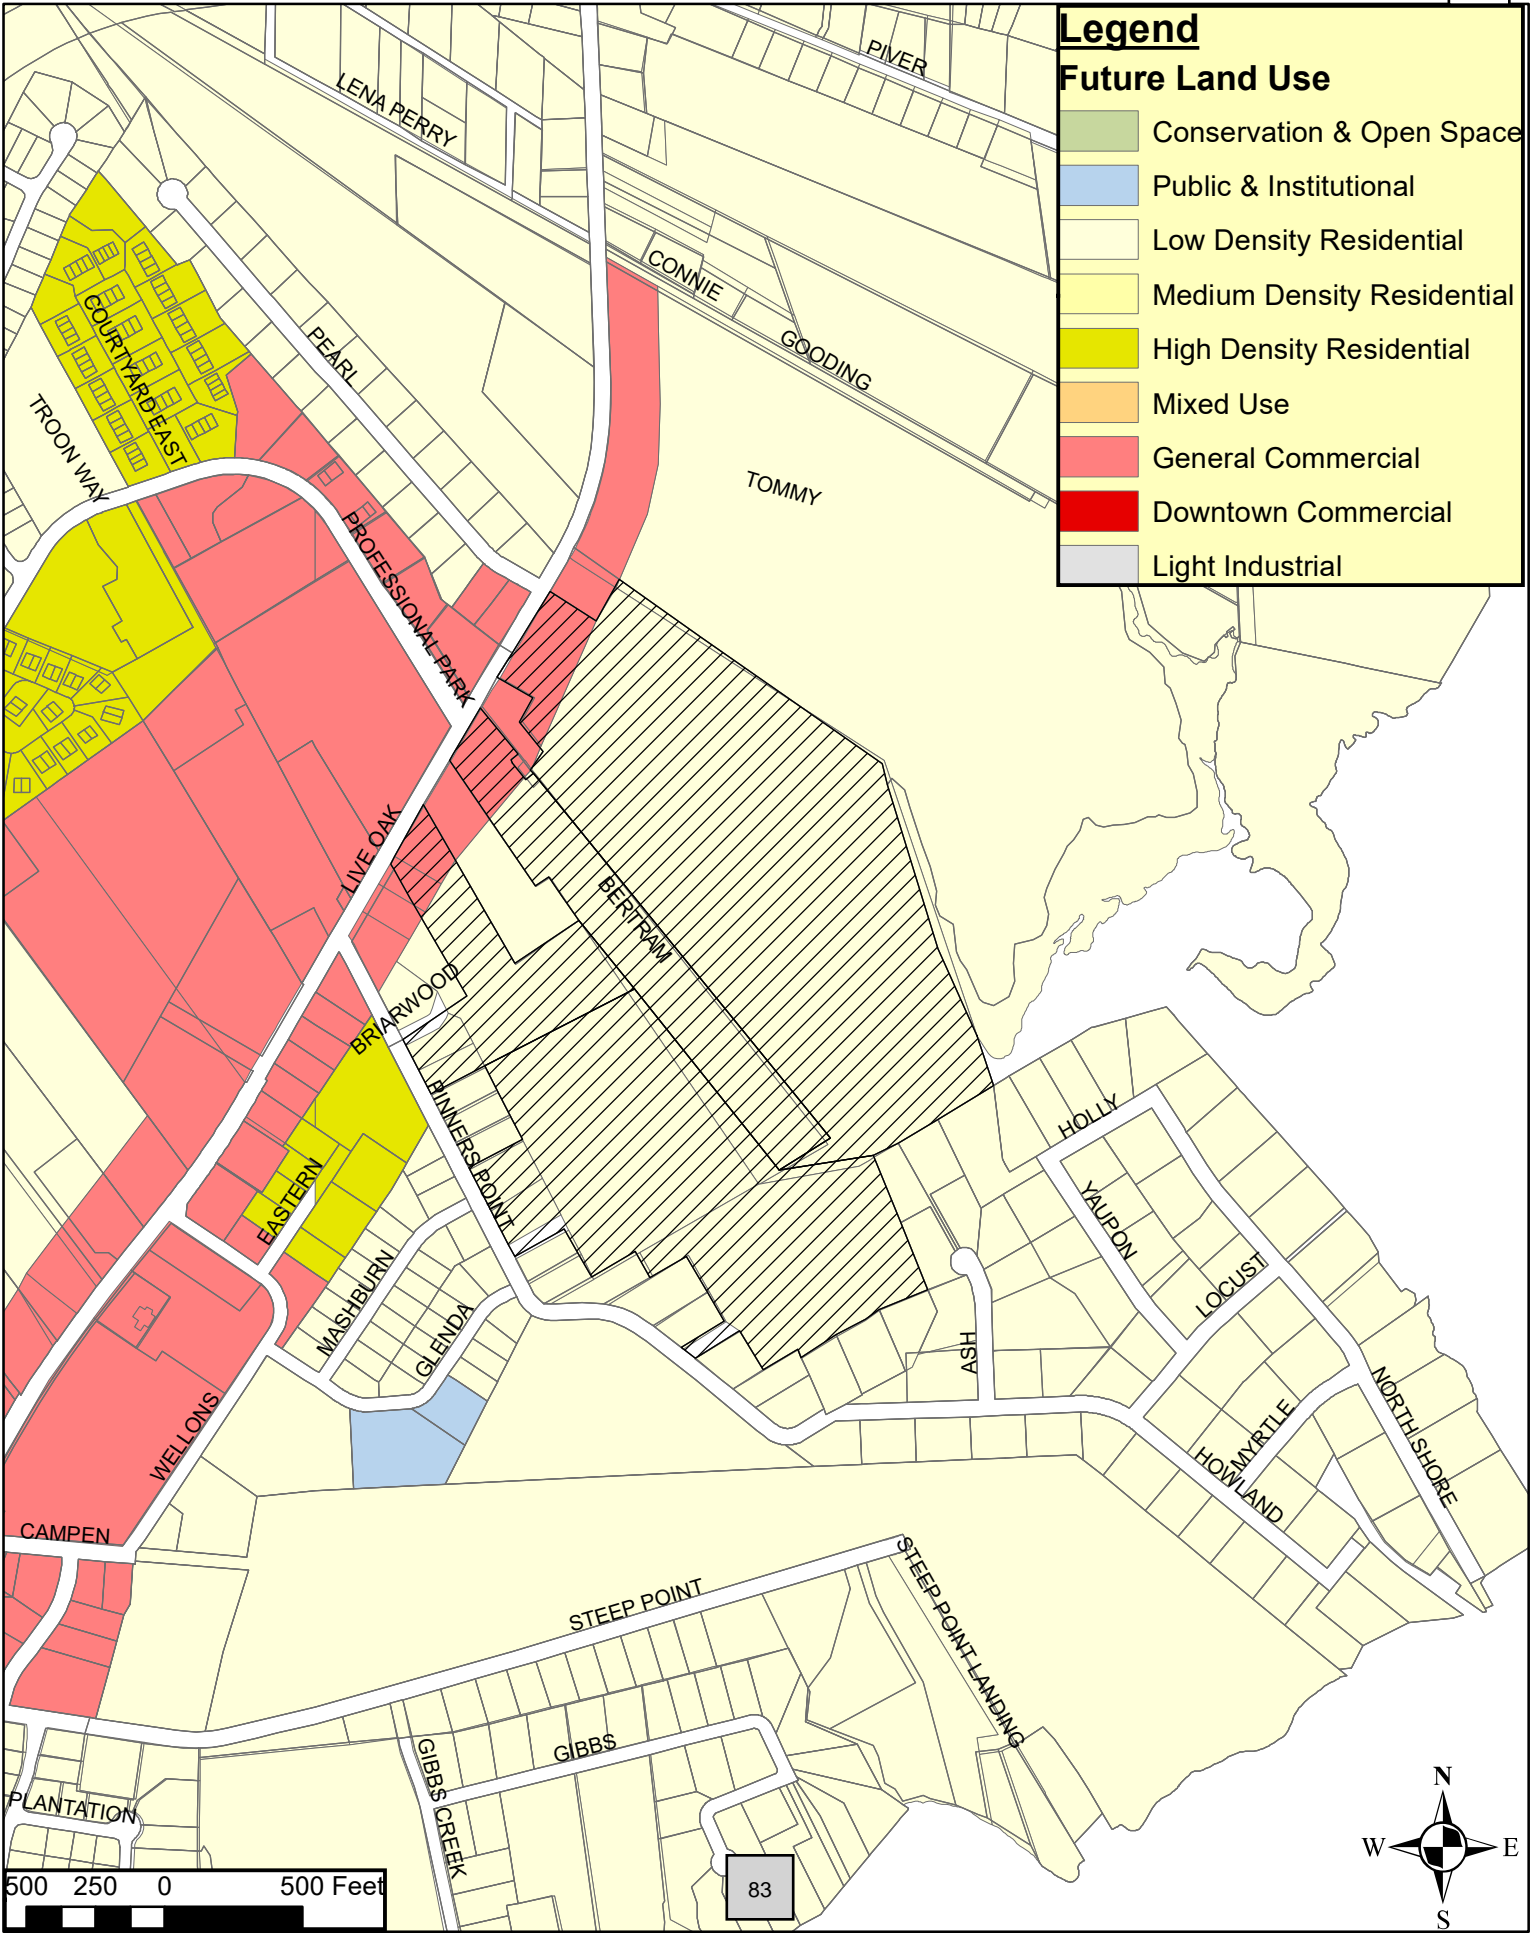 Legend
Future Land Use
Conservation & Open Space
Public & Institutional
Low Density Residential
Medium Density Residential
High Density Residential
Mixed Use
General Commercial
Downtown Commercial
Light Industrial
PIVER
LENA PERRY
CONNIE
GOODING
COURTYARD EAST
PEARL
TROON WAY
TOMMY
PROFESSIONAL PARK
LIVE OAK
BERTRAM
BRIARWOOD
PINNERS POINT
HOLLY
EASTERN
YAUPON
MASHBURN
LOCUST
GLENDA
ASH
WELLONS
MYRTLE
NORTH SHORE
HOWLAND
CAMPEN
STEEP POINT
STEEP POINT LANDING
GIBBS
GIBBS CREEK
PLANTATION
N
W
E
S
500 250 0 500 Feet
83